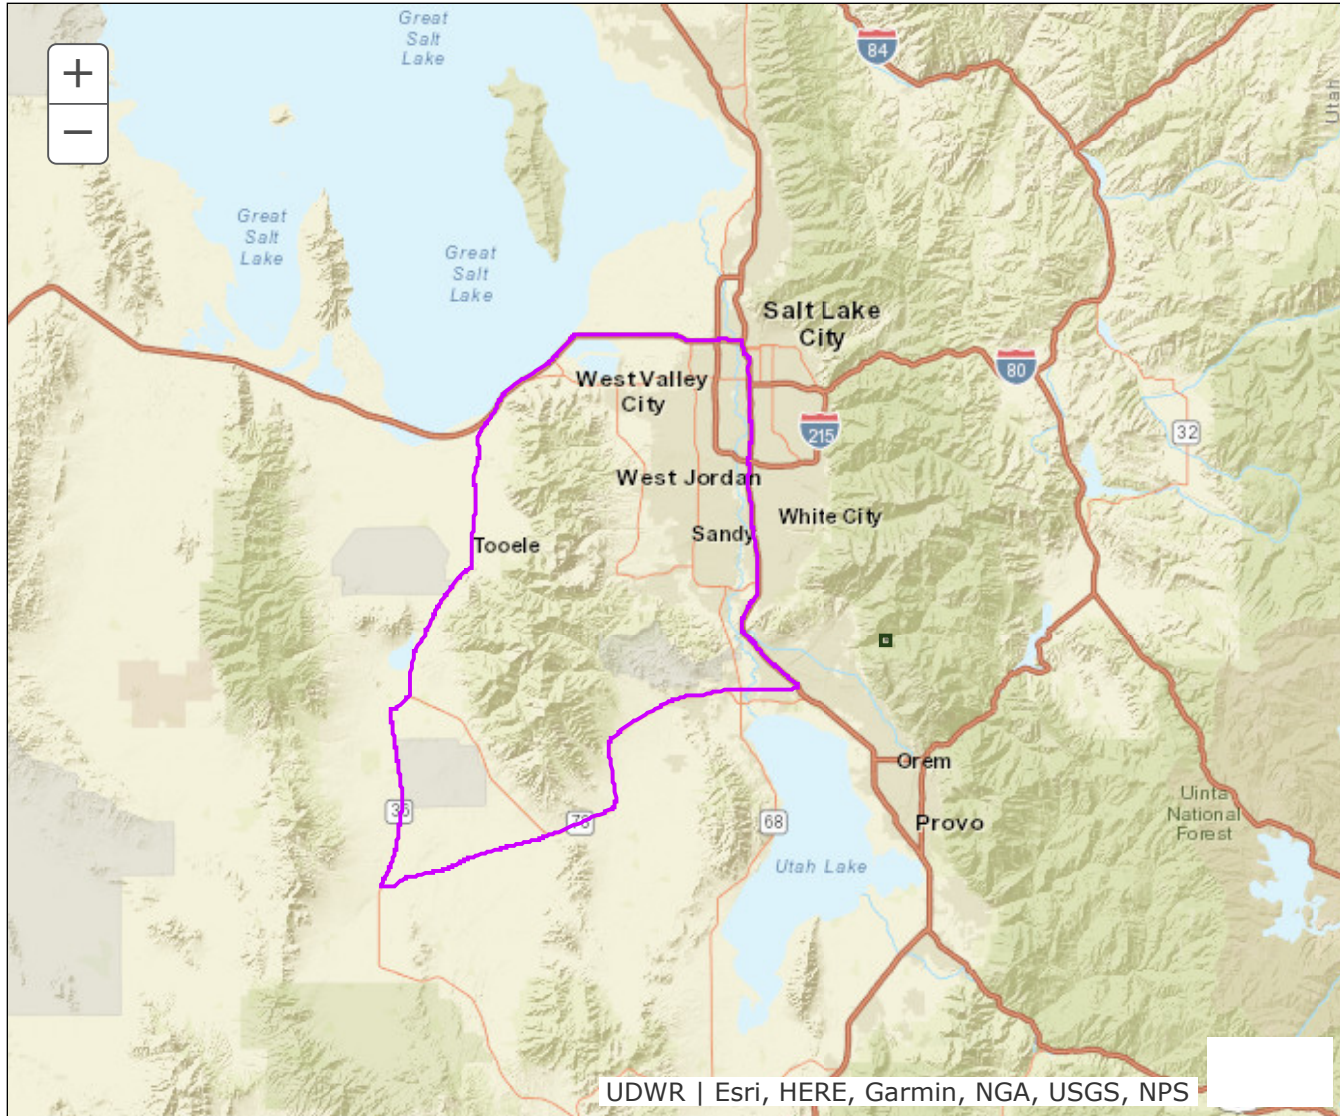 Great
Salt
Lake
84
Utah
+
−
Great
Salt
Lake
Great
Salt
Lake
Salt Lake
City
80
West Valley
City
215
32
West Jordan
White City
Sandy
Tooele
Orem
Uinta
National
Forest
36
73
68
Provo
Utah Lake
UDWR | Esri, HERE, Garmin, NGA, USGS, NPS